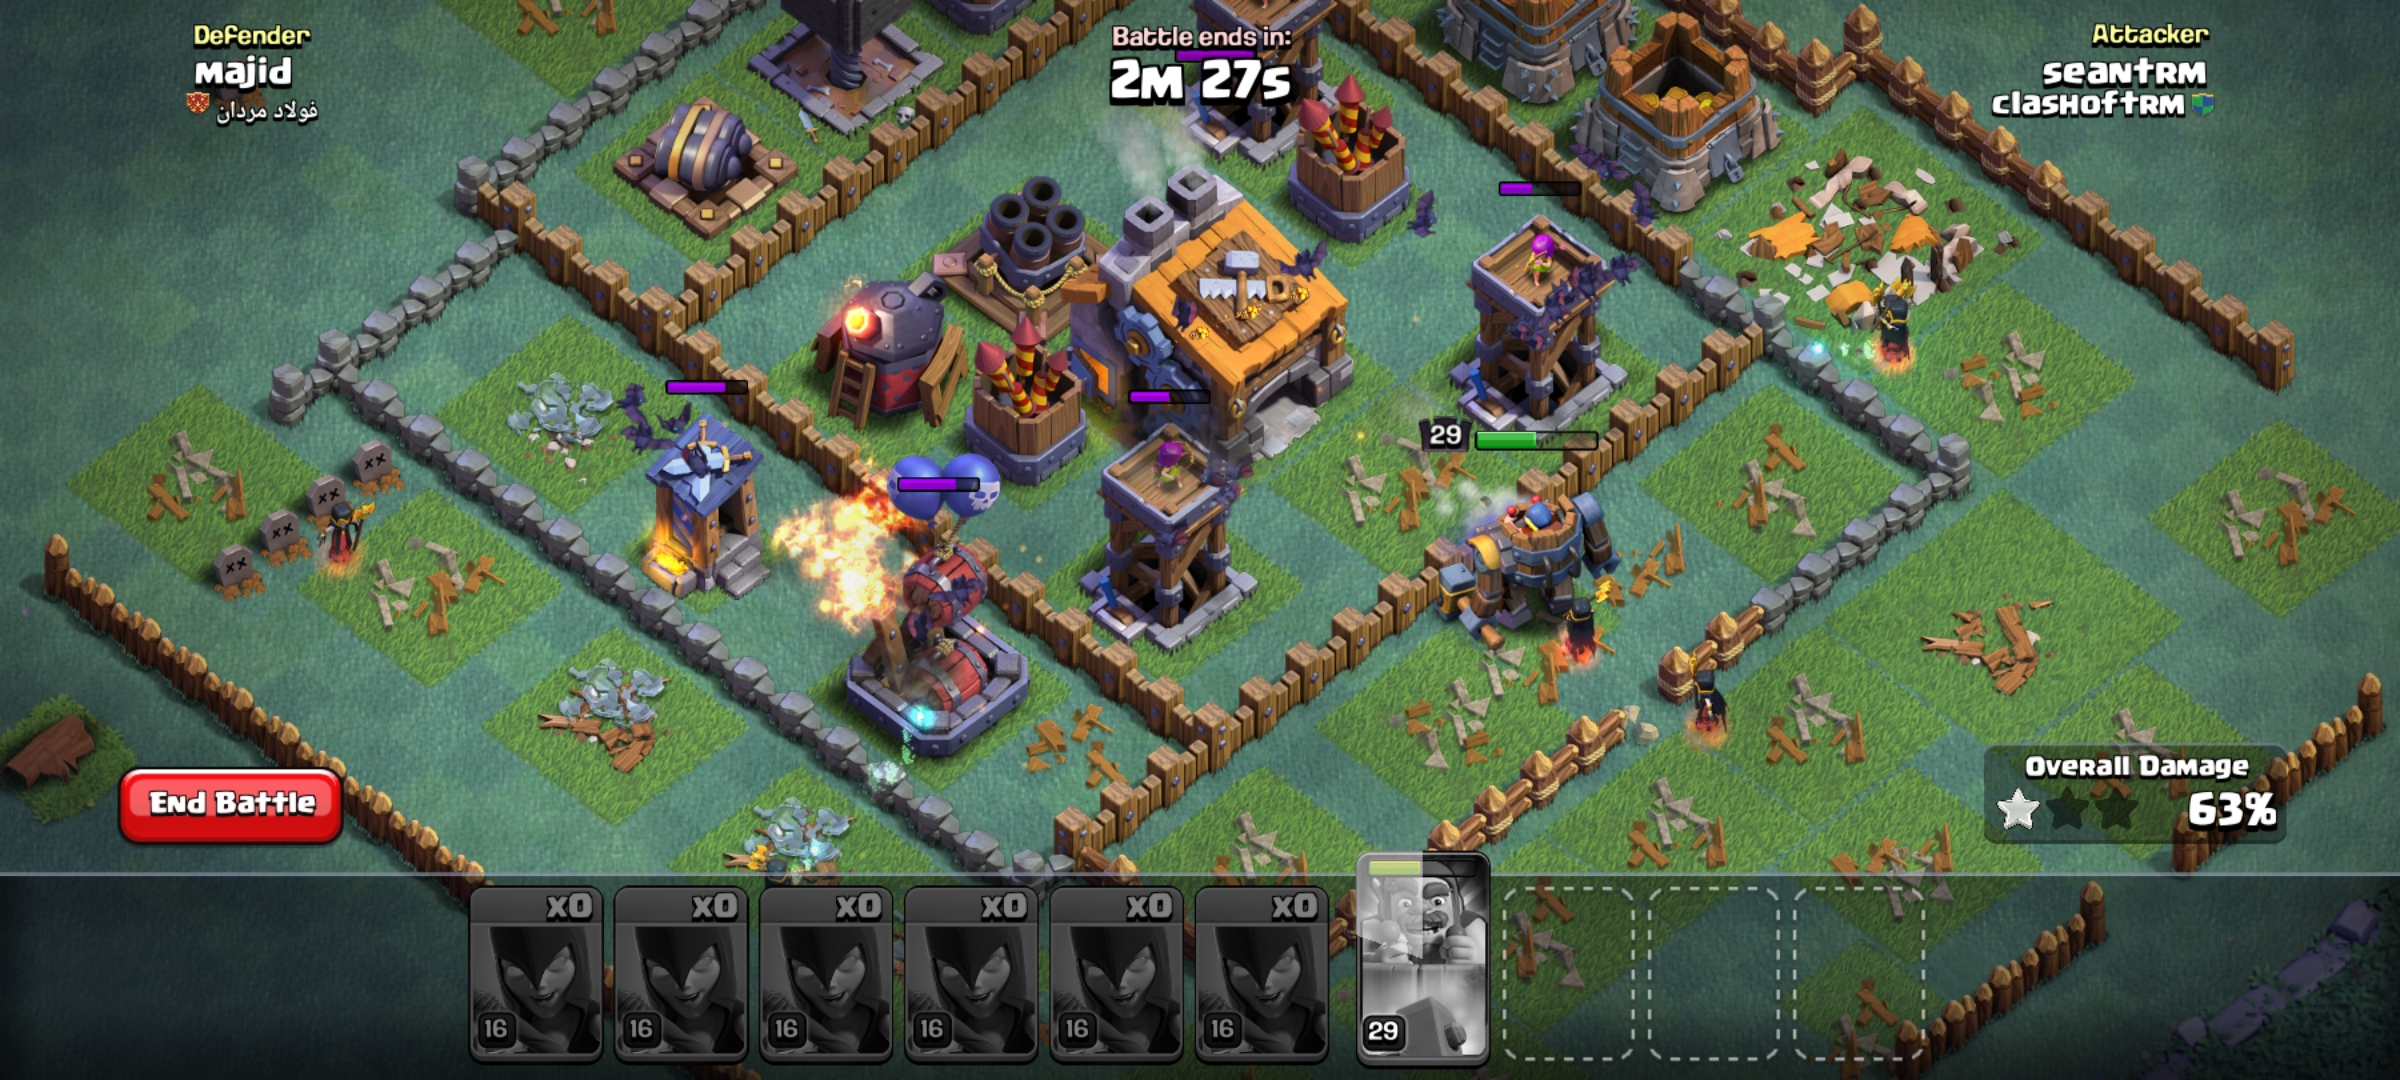 Defender
Majid
فولاد مردان
Battle ends in:
2M 27s
Attacker
seantRM
clashoftRM
29
End Battle
Overall Damage
63%
x0
x0
x0
x0
x0
x0
16
16
16
16
16
16
29